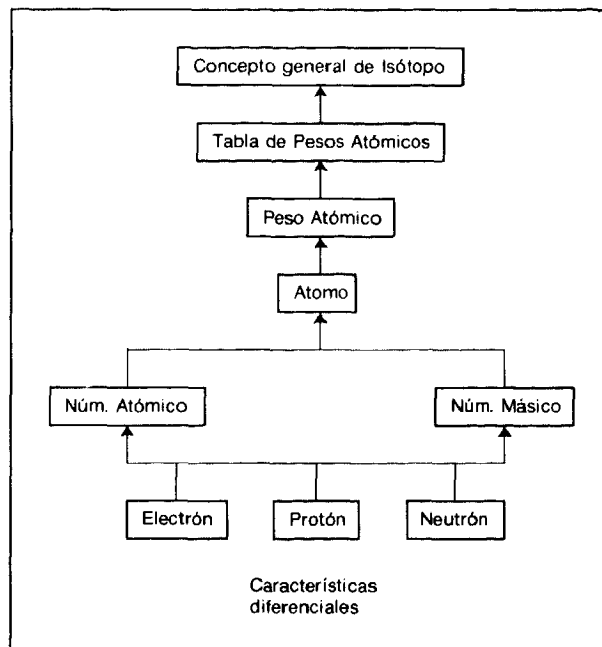 Concepto general de Isótopo
Tabla de Pesos Atómicos
Peso Atómico
Atomo
Núm. Atómico
Núm. Másico
Electrón
Protón
Neutrón
Características
diferenciales